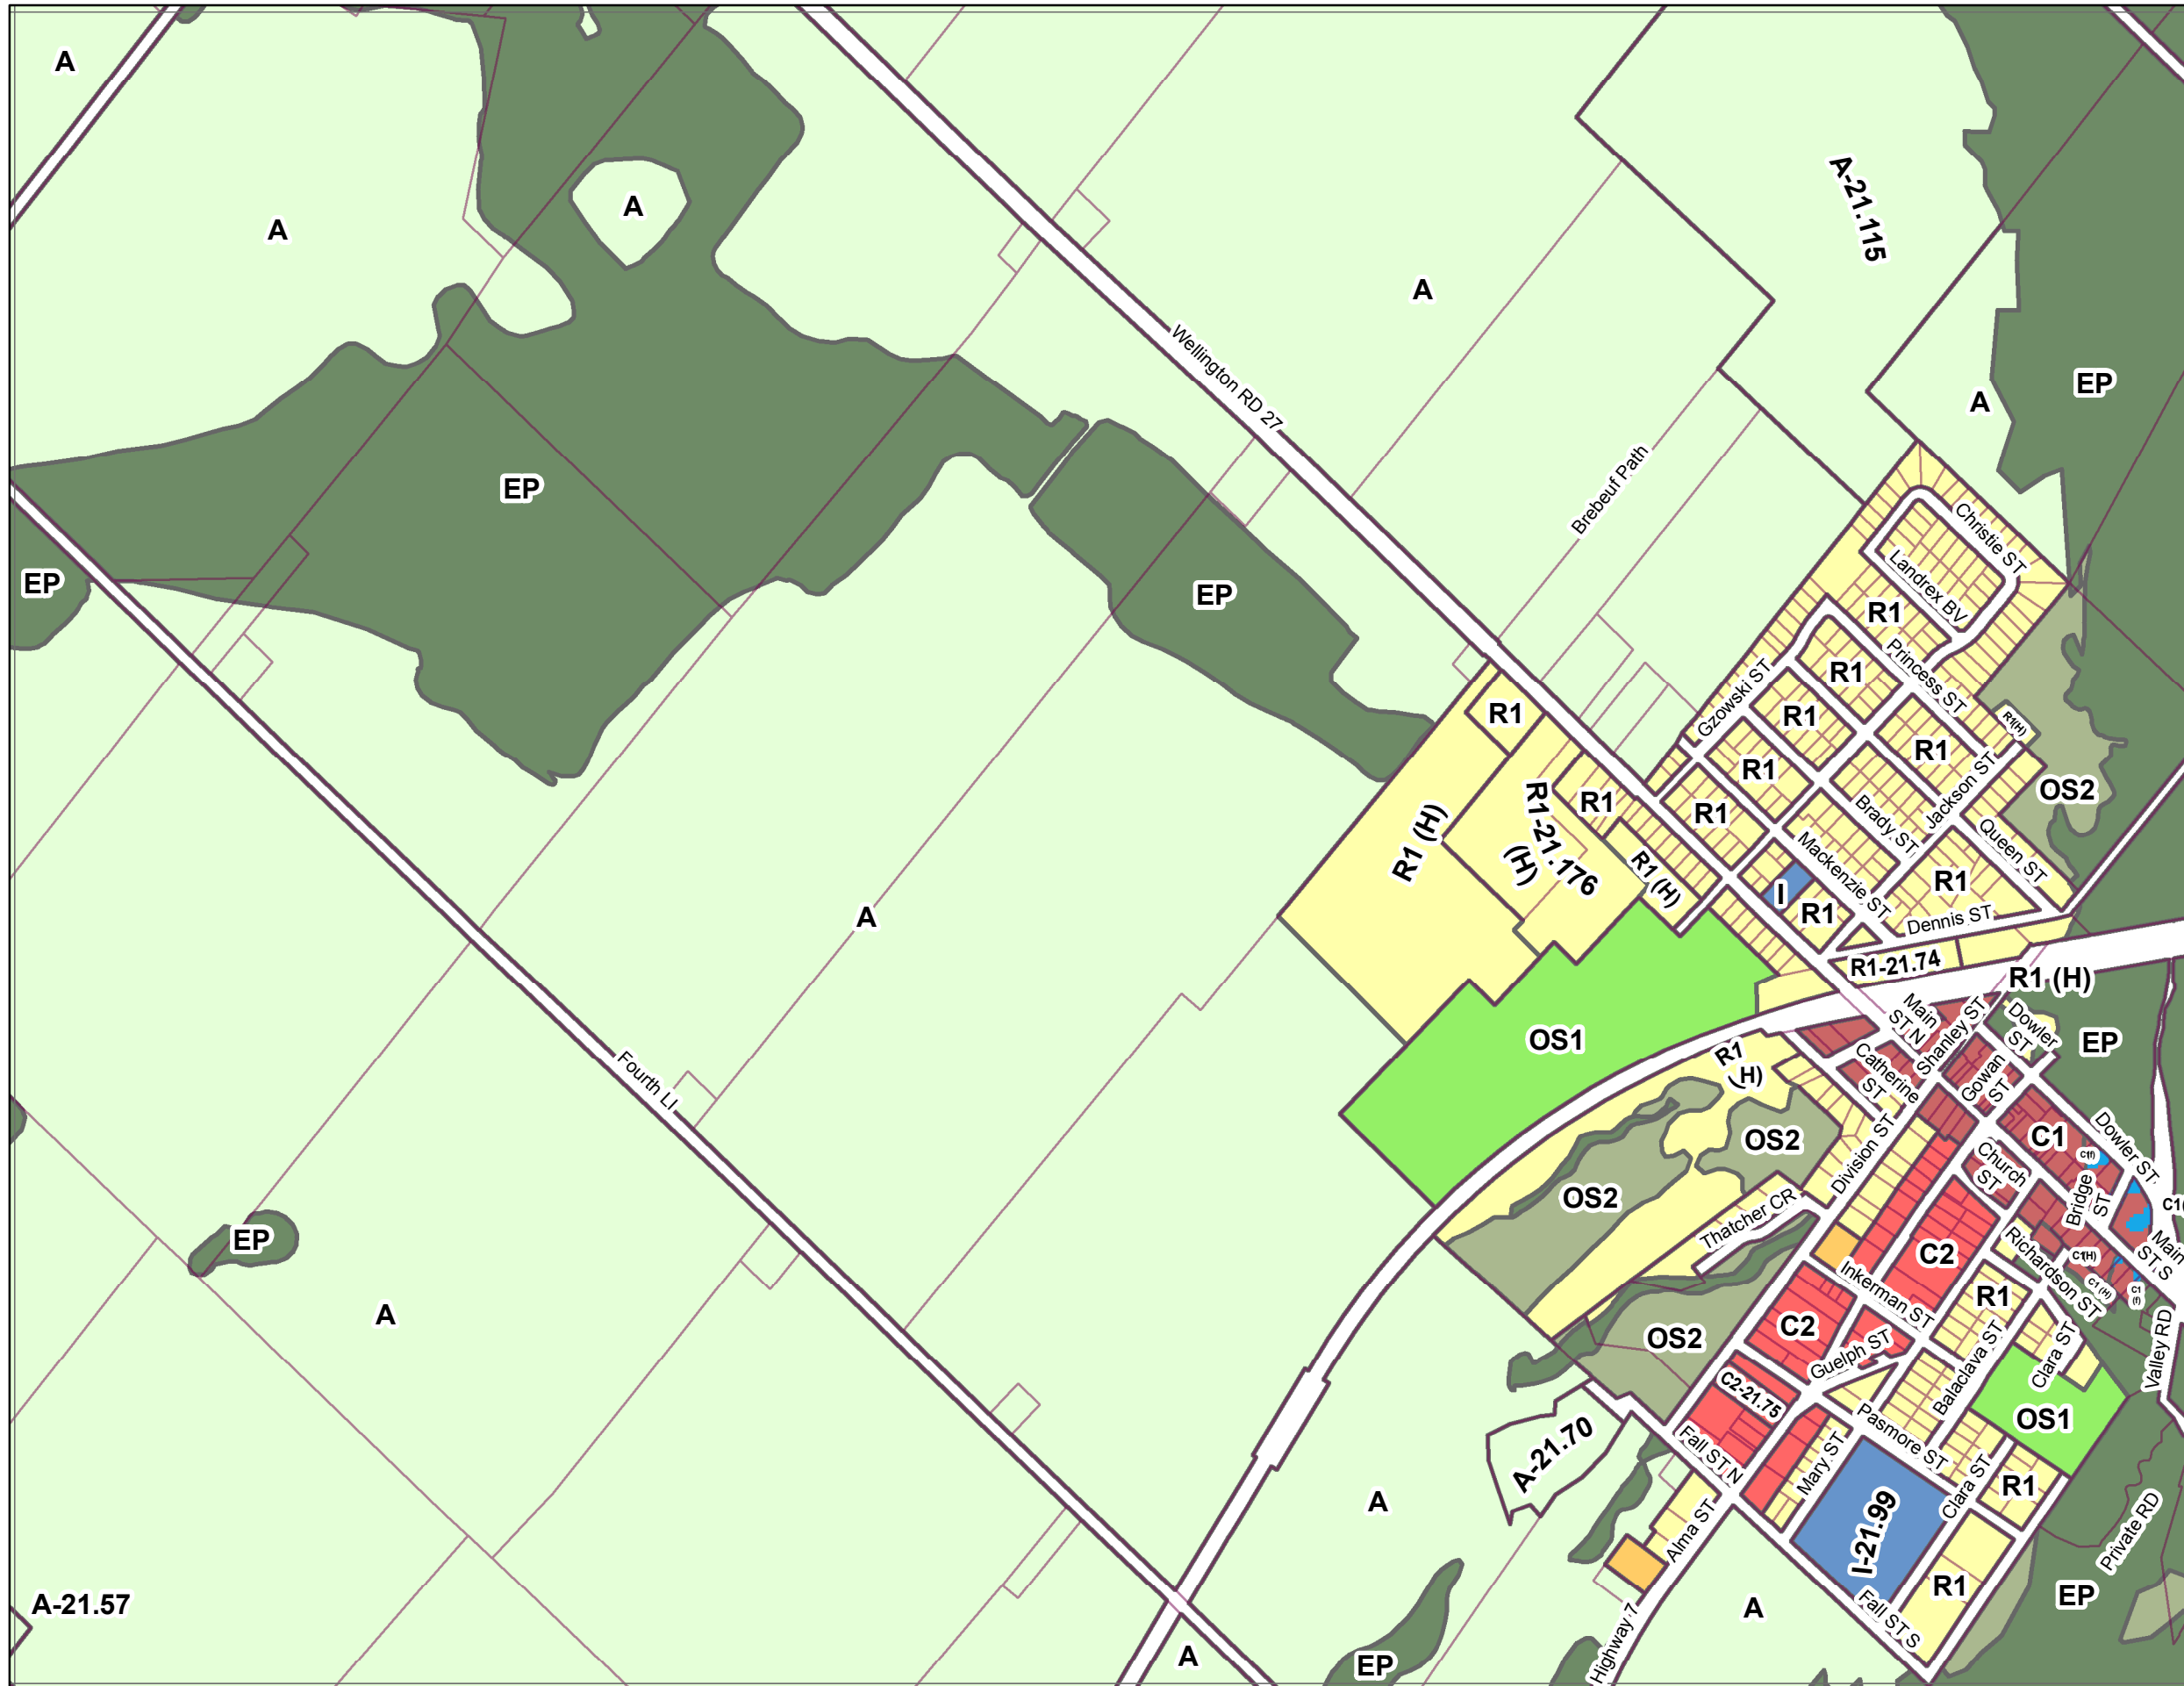 A
A
A
A
A-21.115
Wellington RD 27
EP
A
EP
Brebeuf Path
EP
EP
Christie ST
Landrex BV
R1
R1
Princess ST
Gzowski ST
R1
R1
R1(H)
R1
R1
Jackson ST
OS2
R1
R1
Brady ST
R1 (H)
R1-21.176
(H)
R1 (H)
Mackenzie ST
Queen ST
R1
I
R1
Dennis ST
A
R1-21.74
R1 (H)
OS1
Main
ST N
Shanley ST
Dowler
ST
EP
R1
(H)
Catherine
ST
Gowan
ST
Fourth LI
OS2
Division ST
C1
C1(f)
Dowler ST
Church
ST
Bridge
ST
OS2
Thatcher CR
C1(
EP
C2
Richardson ST
C1(H)
Main
ST S
C1(H)
C1
(f)
Inkerman ST
R1
A
C2
OS2
Guelph ST
Balaclava ST
Clara ST
Valley RD
C2-21.75
OS1
Pasmore ST
A-21.70
Fall ST N
Mary ST
Clara ST
R1
A
I-21.99
Alma ST
Private RD
A-21.57
R1
EP
A
Fall ST S
Highway 7
A
EP